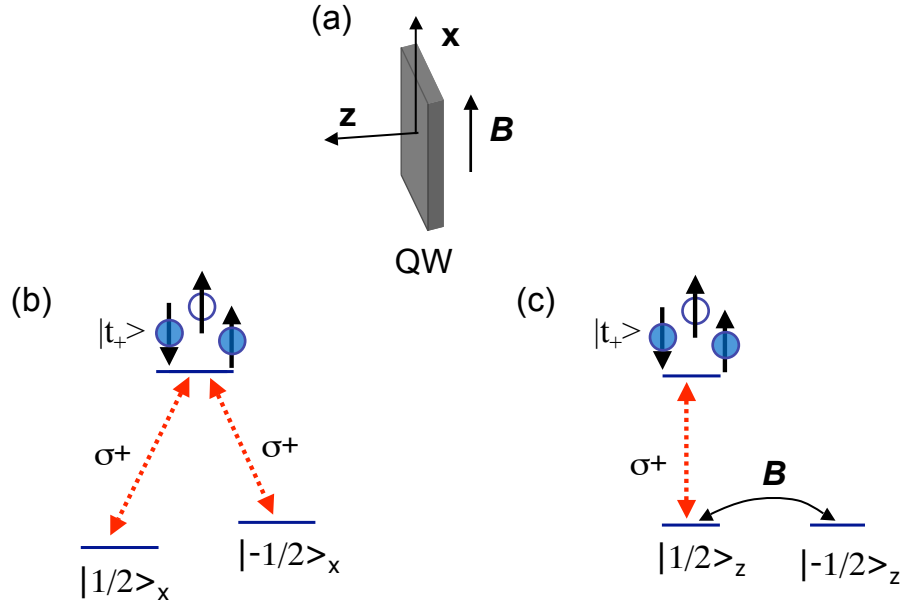 (a)
x
z
B
QW
(b)
|t₊>
σ+
σ+
|1/2>ₓ
|-1/2>ₓ
(c)
|t₊>
σ+
B
|1/2>z
|-1/2>z